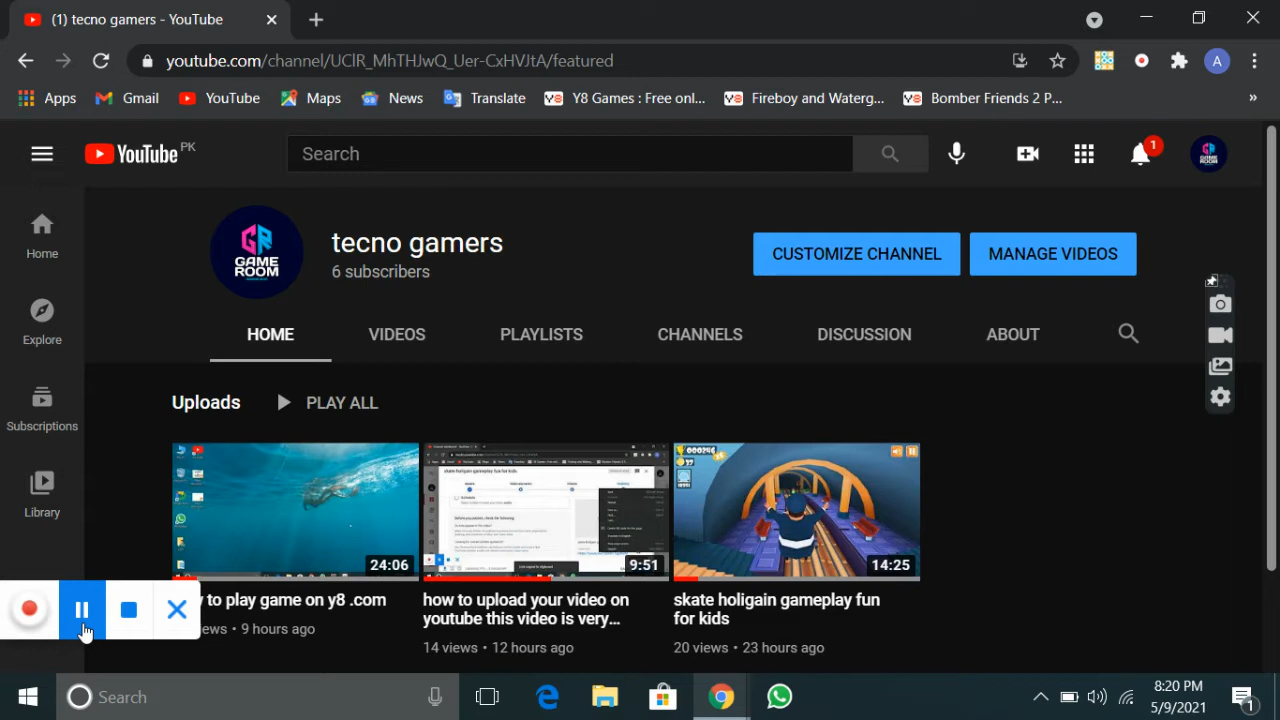 (1) tecno gamers - YouTube
youtube.com/channel/UClR_MhTHJwQ_Uer-CxHVJtA/featured
A
Apps Gmail YouTube Maps News Translate Y8 Games : Free onl... Fireboy and Waterg... Bomber Friends 2 P... »
YouTube PK Search 1
Home
Explore
Subscriptions
Library
GR GAME ROOM
tecno gamers
6 subscribers
CUSTOMIZE CHANNEL MANAGE VIDEOS
HOME VIDEOS PLAYLISTS CHANNELS DISCUSSION ABOUT
Uploads PLAY ALL
24:06 9:51 14:25
to play game on y8 .com
9 hours ago
how to upload your video on
youtube this video is very...
14 views • 12 hours ago
skate holigain gameplay fun
for kids
20 views • 23 hours ago
Search
8:20 PM
5/9/2021
1